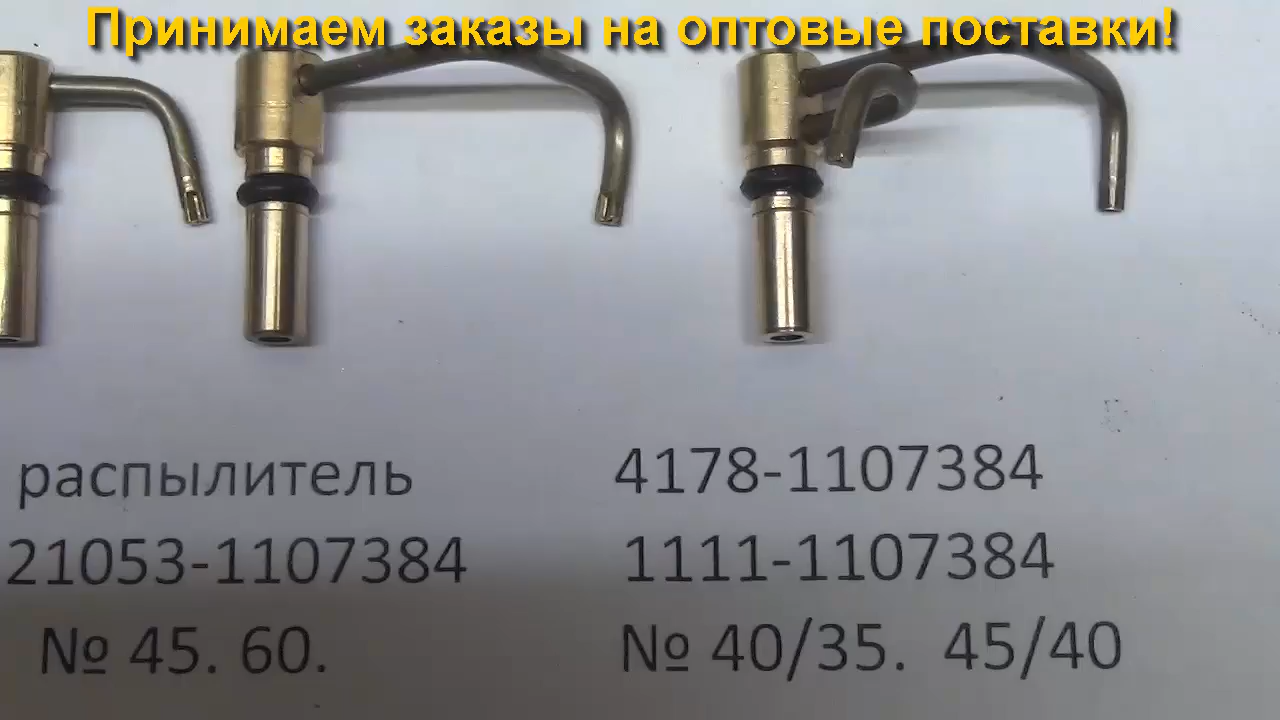 Принимаем заказы на оптовые поставки!
распылитель
21053-1107384
№ 45. 60.
4178-1107384
1111-1107384
№ 40/35. 45/40